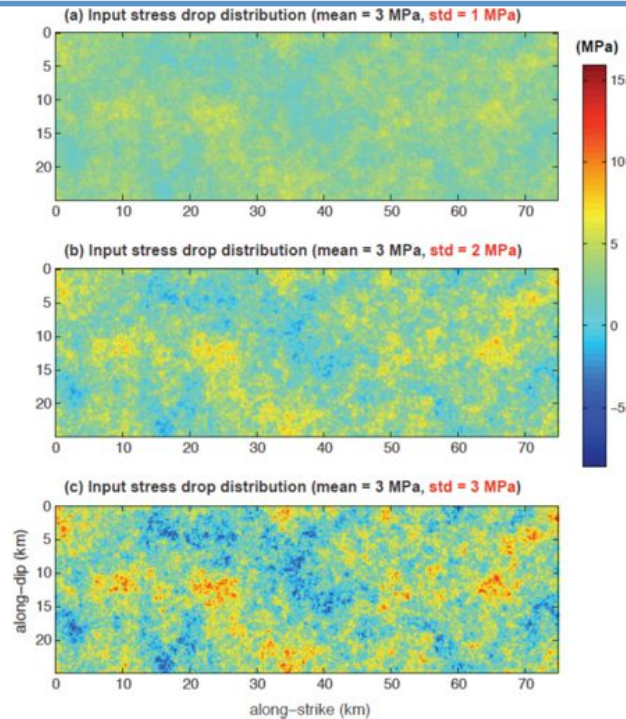 (a) Input stress drop distribution (mean = 3 MPa, std = 1 MPa)
0
5
10
15
20
0 10 20 30 40 50 60 70
(MPa)
15
10
5
0
−5
(b) Input stress drop distribution (mean = 3 MPa, std = 2 MPa)
0
5
10
15
20
0 10 20 30 40 50 60 70
(c) Input stress drop distribution (mean = 3 MPa, std = 3 MPa)
along−dip (km)
0
5
10
15
20
0 10 20 30 40 50 60 70
along−strike (km)